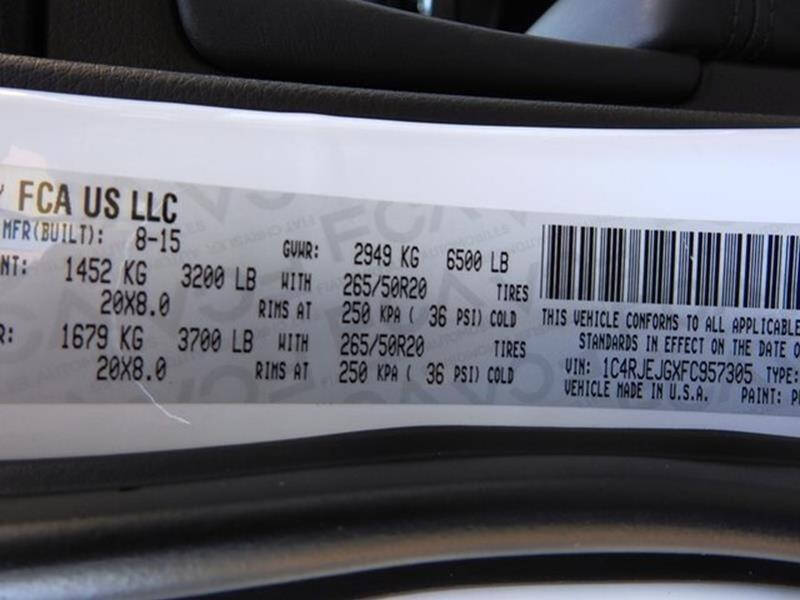 FCA US LLC
MFR(BUILT): 8-15 GVWR: 2949 KG 6500 LB
NT: 1452 KG 3200 LB WITH 265/50R20 TIRES
20X8.0 RIMS AT 250 KPA ( 36 PSI) COLD
R: 1679 KG 3700 LB WITH 265/50R20 TIRES
20X8.0 RIMS AT 250 KPA ( 36 PSI) COLD
THIS VEHICLE CONFORMS TO ALL APPLICABLE
STANDARDS IN EFFECT ON THE DATE O
VIN: 1C4RJEJGXFC957305 TYPE:
VEHICLE MADE IN U.S.A. PAINT: P